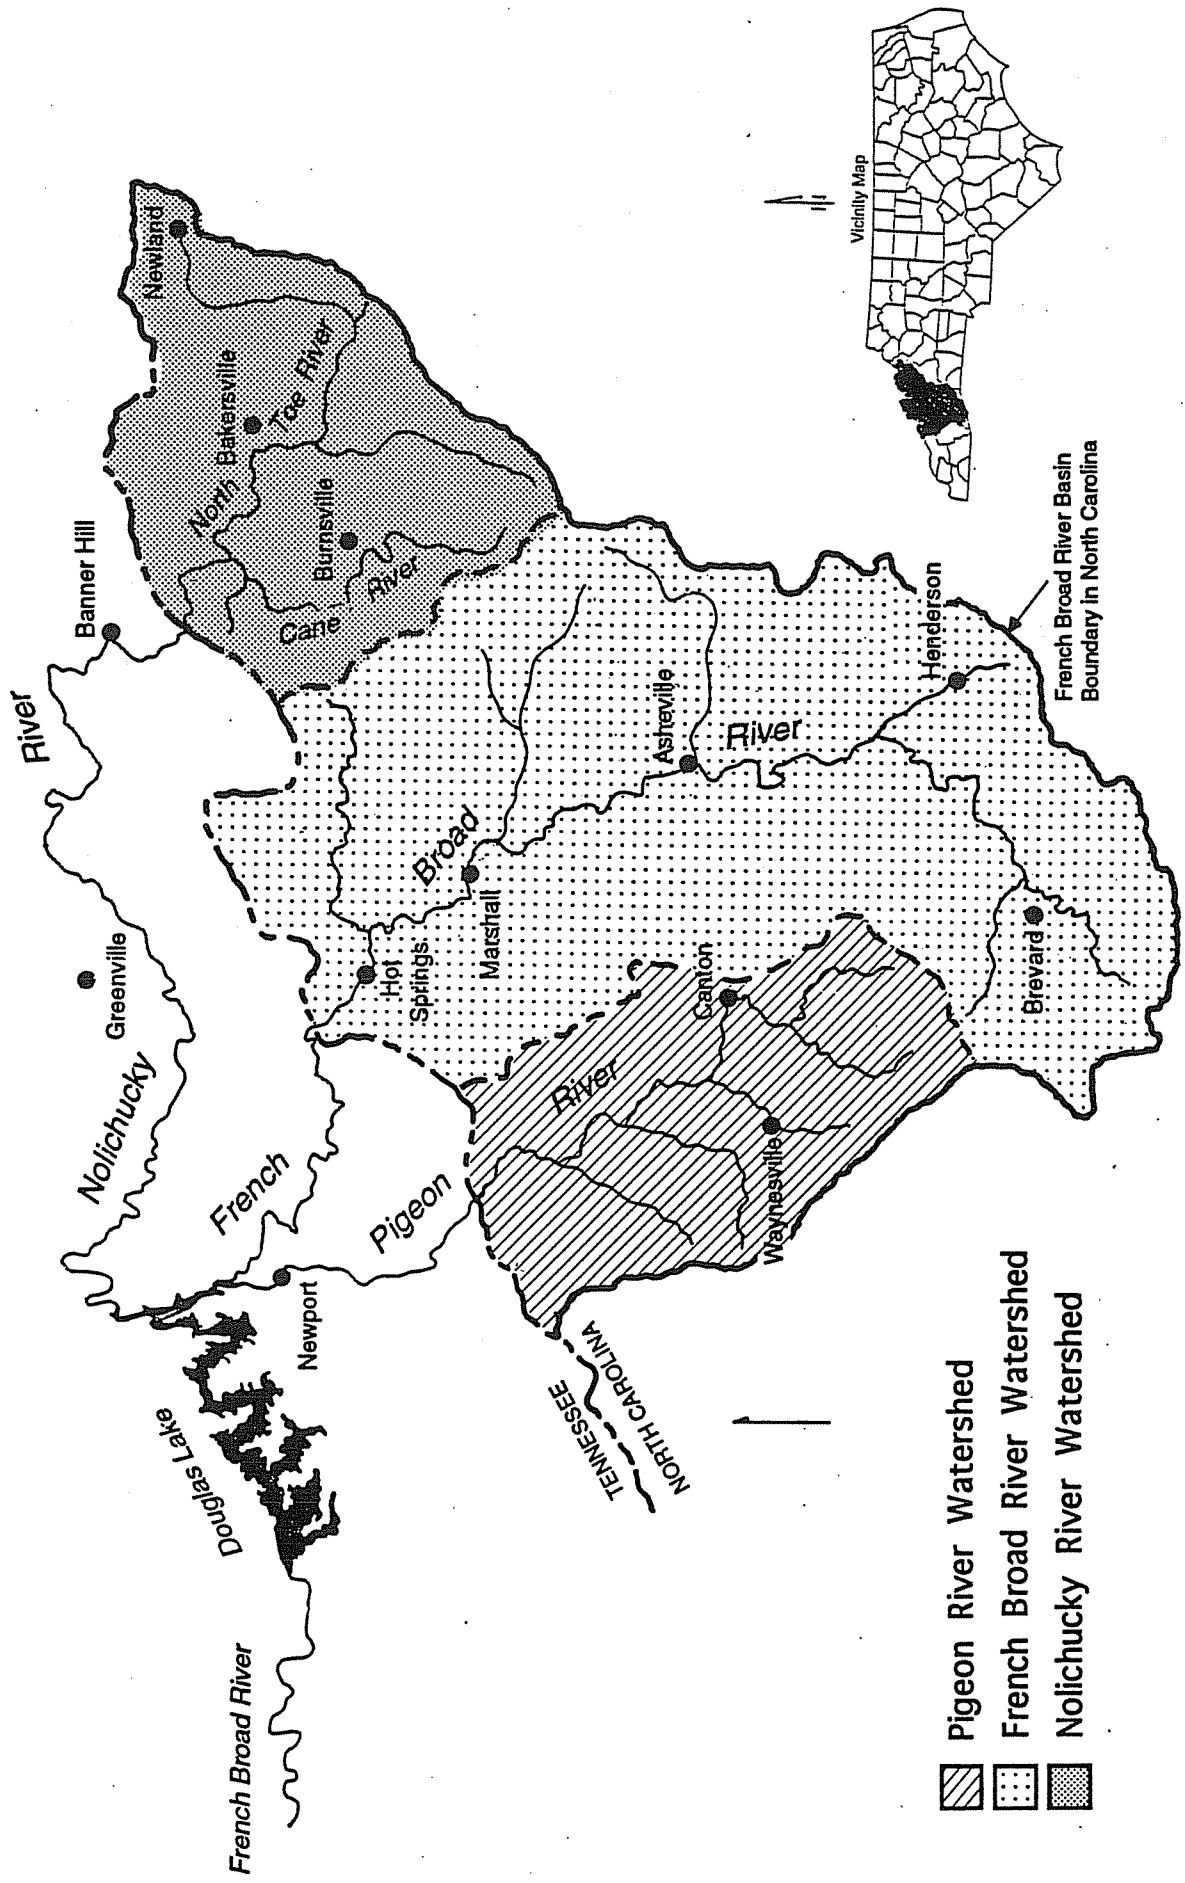 River
Banner Hill
Newland
Bakersville
North
Toe River
Burnsville
Cane
River
Greenville
Nolichucky
French
Broad
River
Hot
Springs
Marshall
Asheville
Henderson
Brevard
Newport
Pigeon
River
Canton
Waynesville
Douglas Lake
French Broad River
TENNESSEE
NORTH CAROLINA
Vicinity Map
French Broad River Basin
Boundary in North Carolina
Pigeon River Watershed
French Broad River Watershed
Nolichucky River Watershed